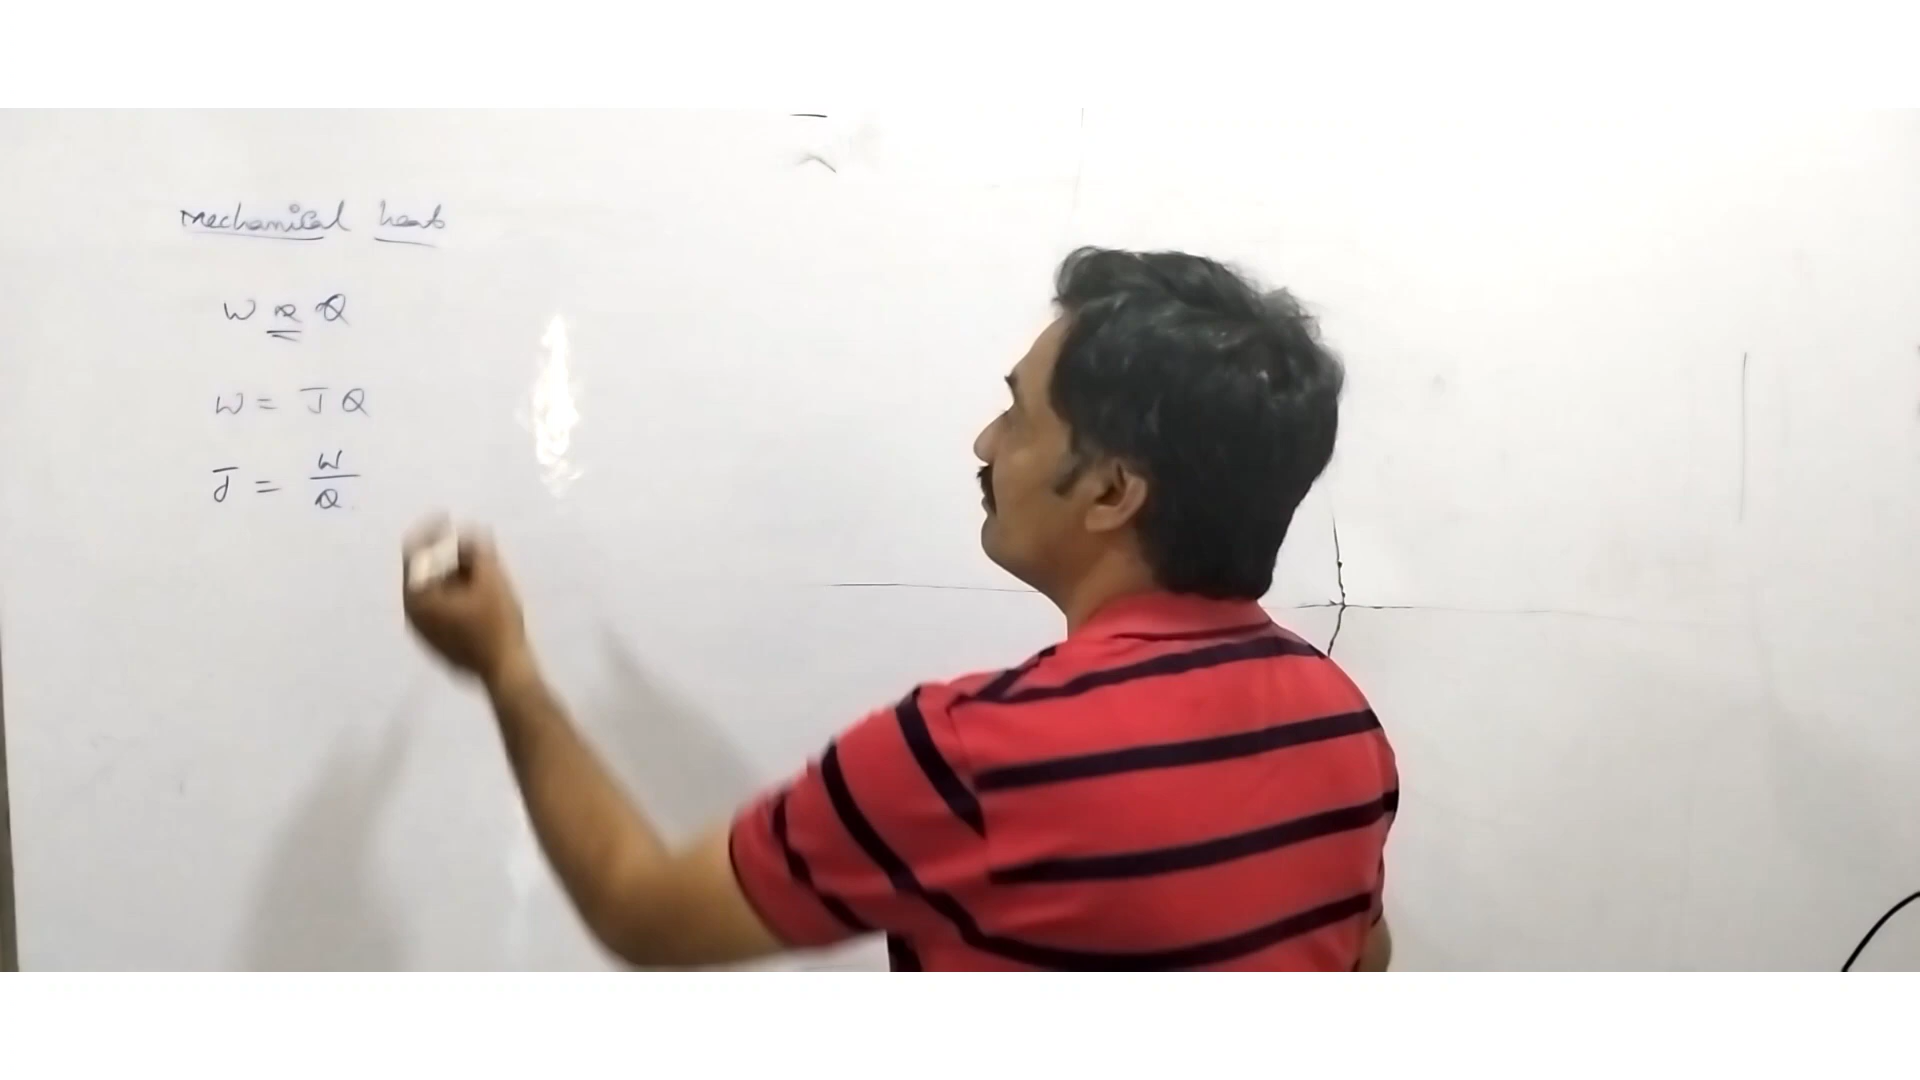 Mechanical heat
W ∝ Q
W = J Q
J = W/Q